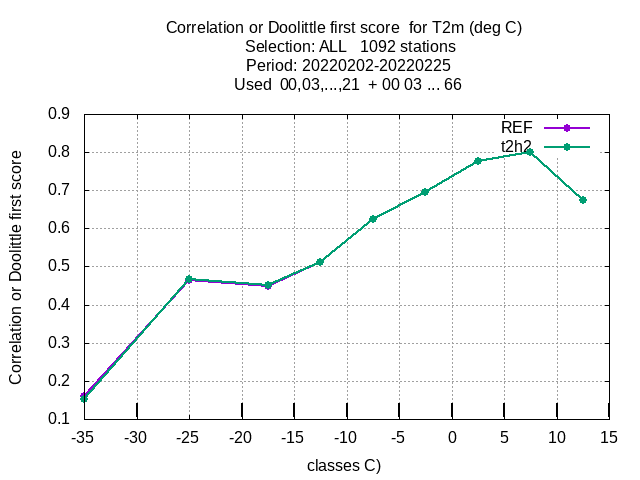 Correlation or Doolittle first score  for T2m (deg C)
Selection: ALL   1092 stations
Period: 20220202-20220225
Used  00,03,...,21  + 00 03 ... 66
REF
t2h2
Correlation or Doolittle first score
0.9
0.8
0.7
0.6
0.5
0.4
0.3
0.2
0.1
-35 -30 -25 -20 -15 -10 -5 0 5 10 15
classes C)